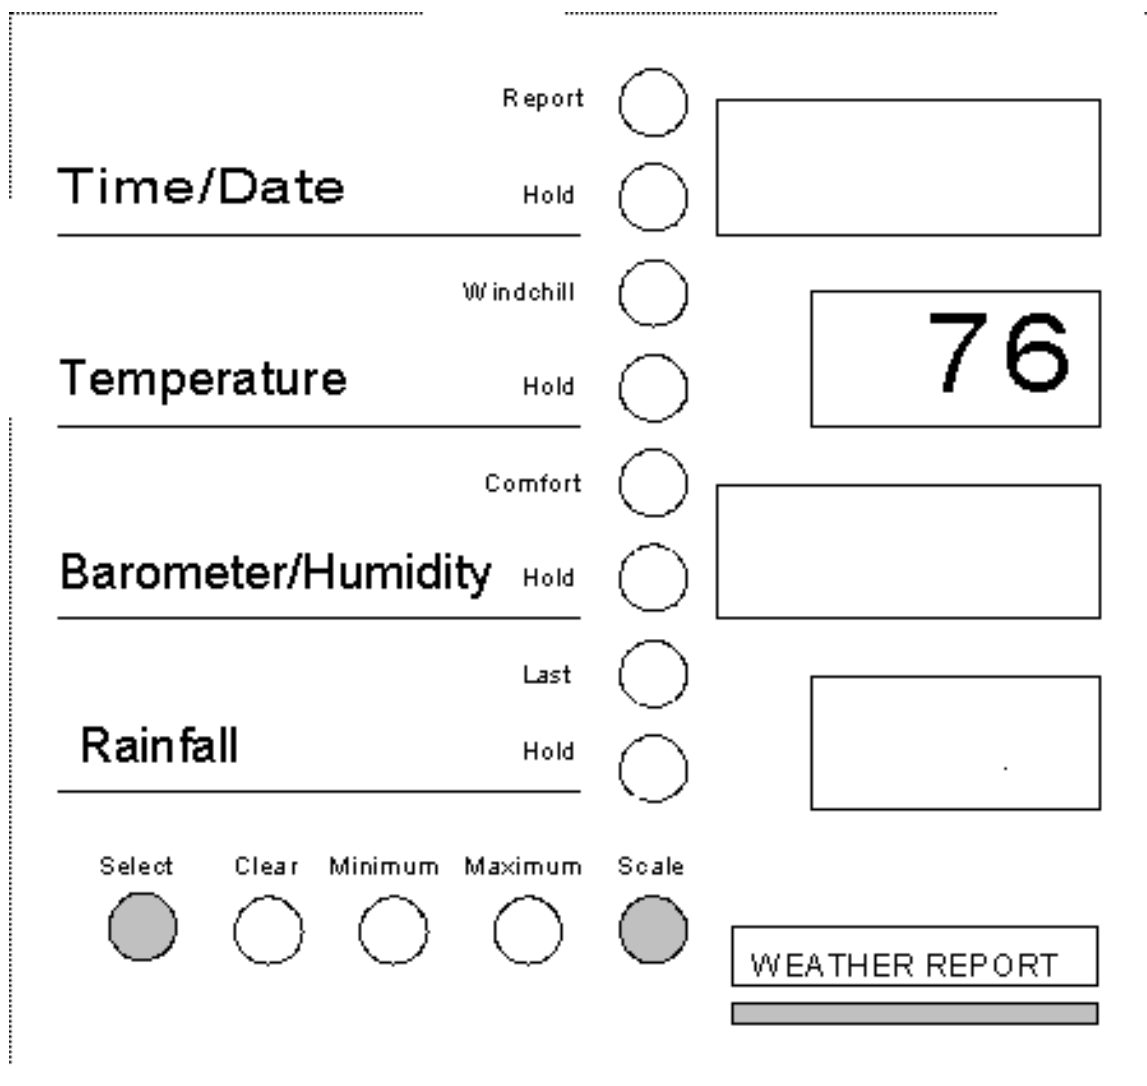 Report
Time/Date Hold
Windchill
Temperature Hold
76
Comfort
Barometer/Humidity Hold
Last
Rainfall Hold
Select Clear Minimum Maximum Scale
WEATHER REPORT